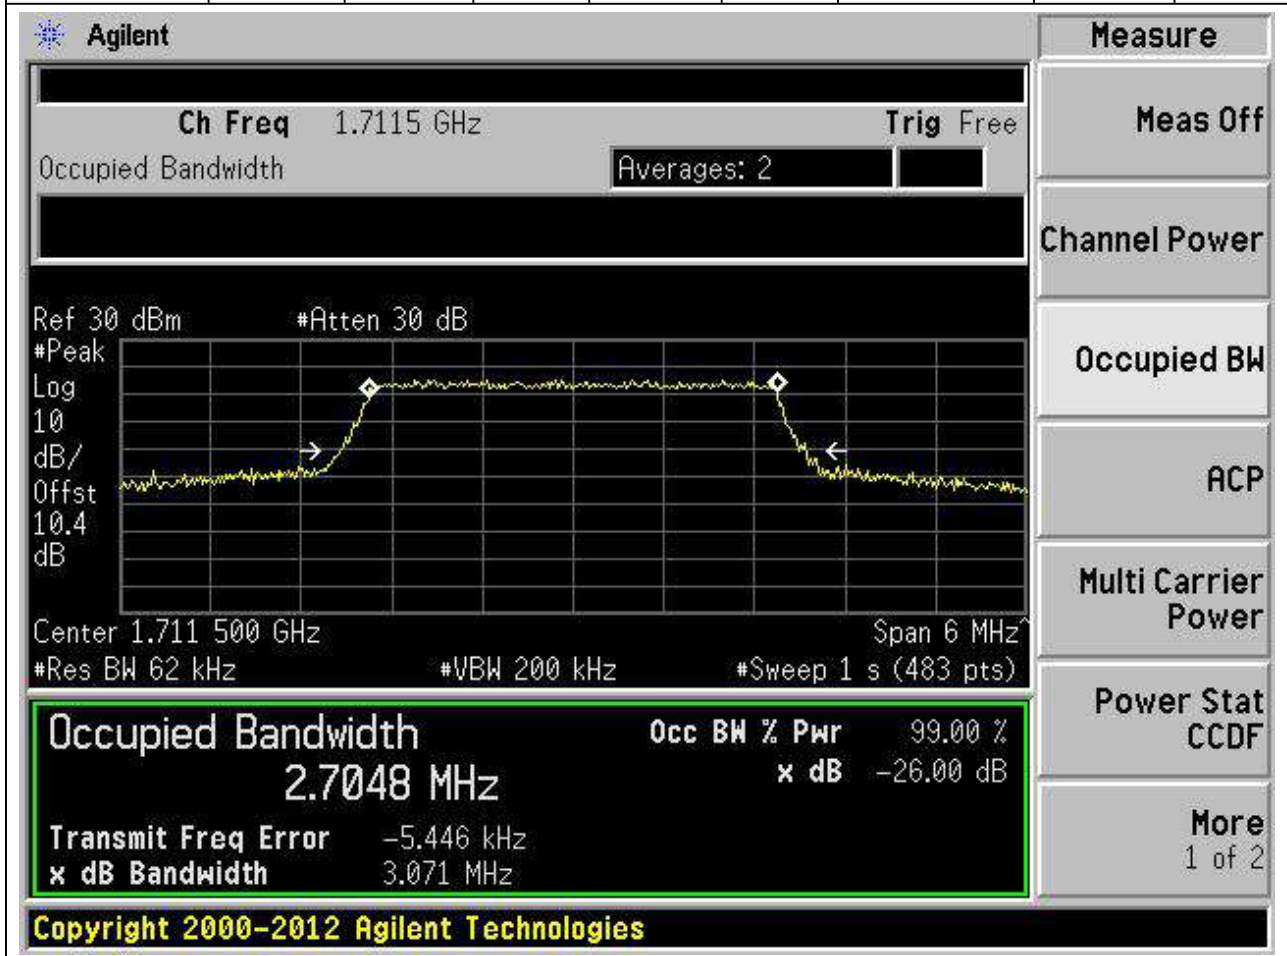 Agilent
Measure
Ch Freq 1.7115 GHz Trig Free
Occupied Bandwidth Averages: 2
Meas Off
Channel Power
Occupied BW
ACP
Multi Carrier
Power
Power Stat
CCDF
More
1 of 2
Ref 30 dBm #Atten 30 dB
#Peak
Log
10
dB/
Offst
10.4
dB
Center 1.711 500 GHz Span 6 MHz^
#Res BW 62 kHz #VBW 200 kHz #Sweep 1 s (483 pts)
Occupied Bandwidth Occ BW % Pwr 99.00 %
2.7048 MHz x dB -26.00 dB
Transmit Freq Error -5.446 kHz
x dB Bandwidth 3.071 MHz
Copyright 2000-2012 Agilent Technologies